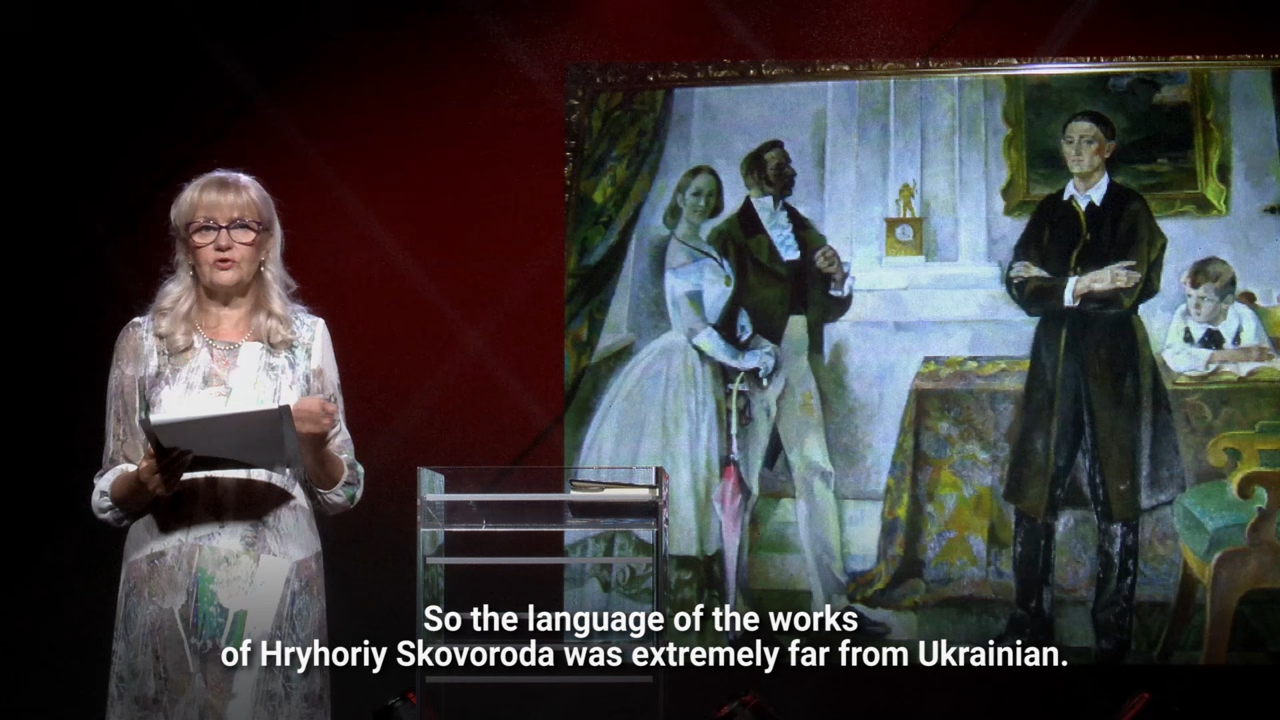 So the language of the works
of Hryhoriy Skovoroda was extremely far from Ukrainian.